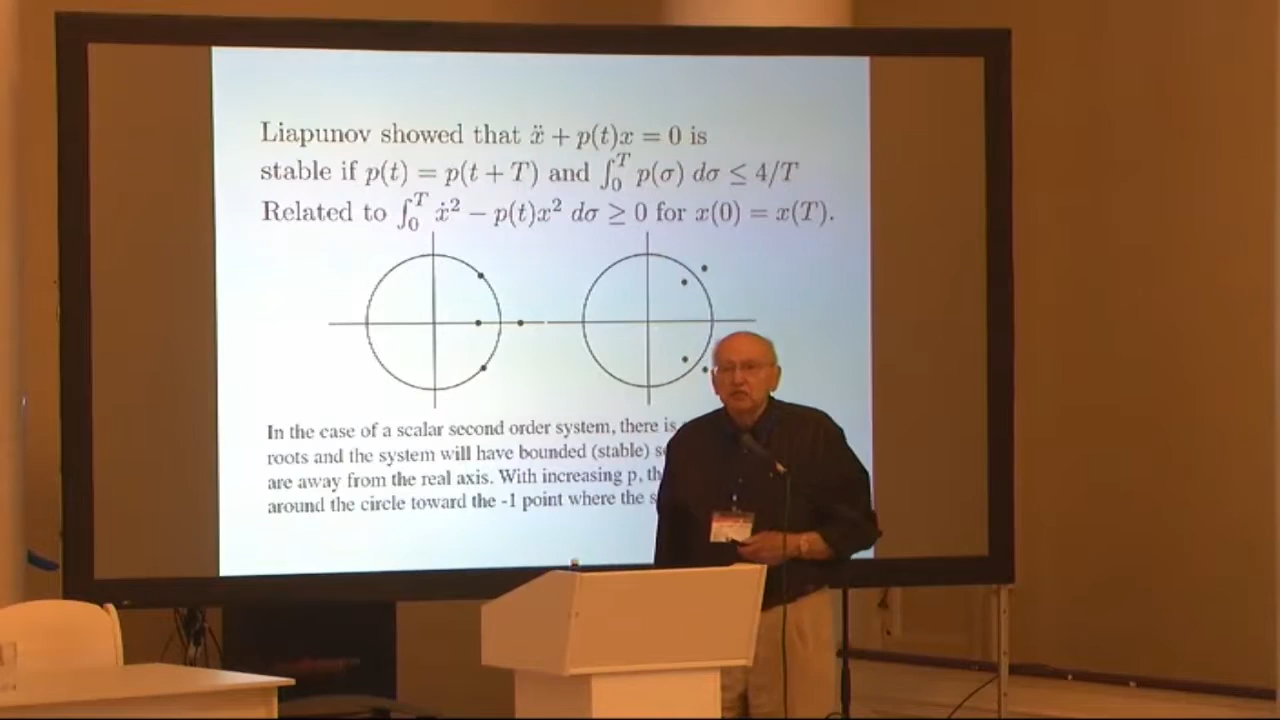 Liapunov showed that ẍ + p(t)x = 0 is
stable if p(t) = p(t + T) and ∫₀ᵀ p(σ) dσ ≤ 4/T
Related to ∫₀ᵀ ẋ² − p(t)x² dσ ≥ 0 for x(0) = x(T).
In the case of a scalar second order system, there is
roots and the system will have bounded (stable)
are away from the real axis. With increasing p,
around the circle toward the -1 point where the